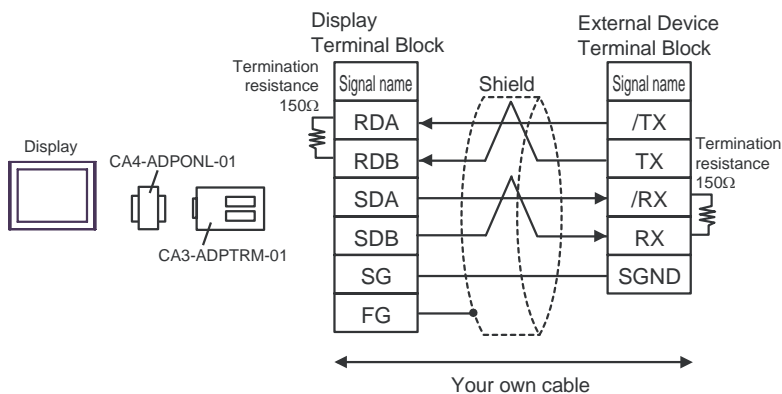 Display
Terminal Block
External Device
Terminal Block
Termination
resistance
150Ω
Signal name
Shield
Signal name
RDA
/TX
RDB
TX
Termination
resistance
150Ω
Display
CA4-ADPONL-01
SDA
/RX
SDB
RX
CA3-ADPTRM-01
SG
SGND
FG
Your own cable